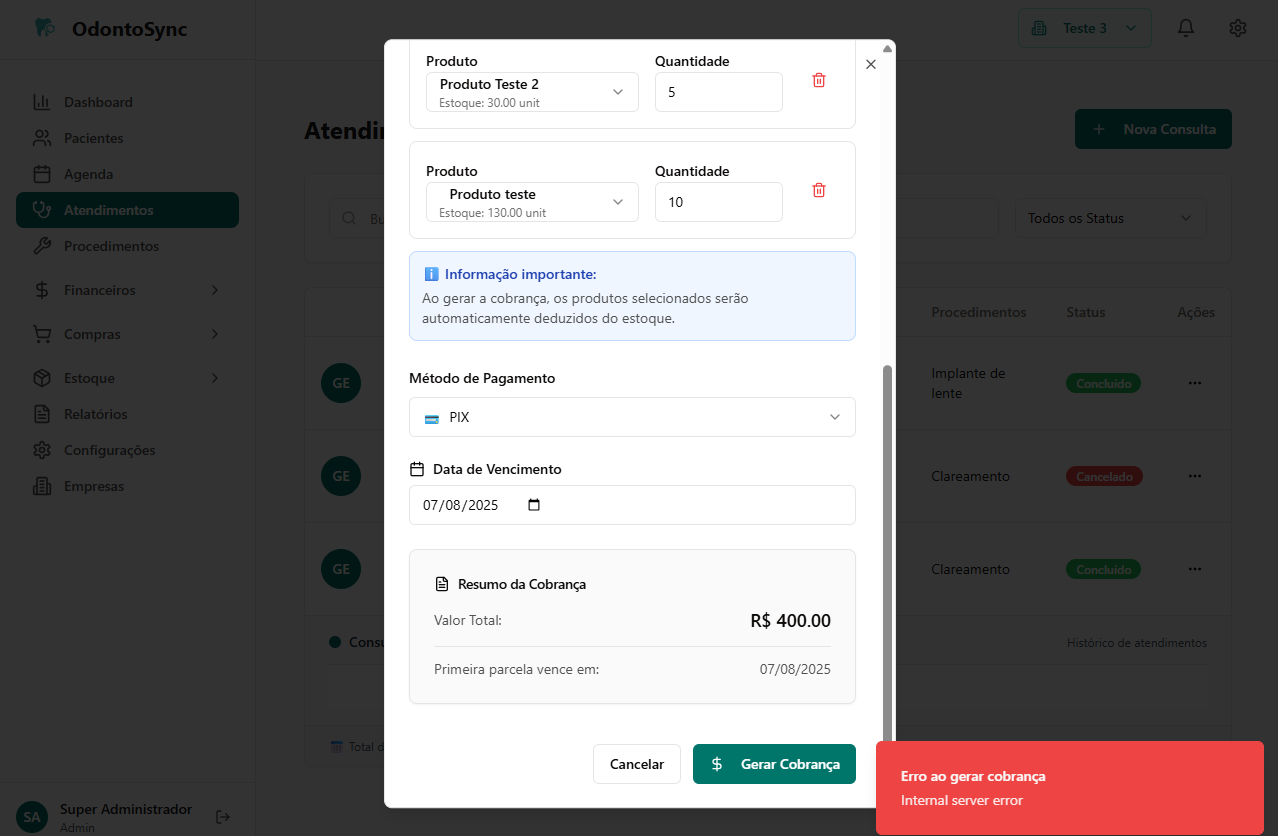 OdontoSync
Teste 3
Dashboard
Pacientes
Agenda
Atendimentos
Procedimentos
Financeiros
Compras
Estoque
Relatórios
Configurações
Empresas
SA
Super Administrador
Admin
Nova Consulta
Todos os Status
Procedimentos
Status
Ações
GE
Implante de
lente
Concluído
GE
Clareamento
Cancelado
GE
Clareamento
Concluído
Histórico de atendimentos
Total
Produto
Quantidade
Produto Teste 2
Estoque: 30.00 unit
5
Produto
Quantidade
Produto teste
Estoque: 130.00 unit
10
Informação importante:
Ao gerar a cobrança, os produtos selecionados serão
automaticamente deduzidos do estoque.
Método de Pagamento
PIX
Data de Vencimento
07/08/2025
Resumo da Cobrança
Valor Total:
R$ 400.00
Primeira parcela vence em:
07/08/2025
Cancelar
Gerar Cobrança
Erro ao gerar cobrança
Internal server error